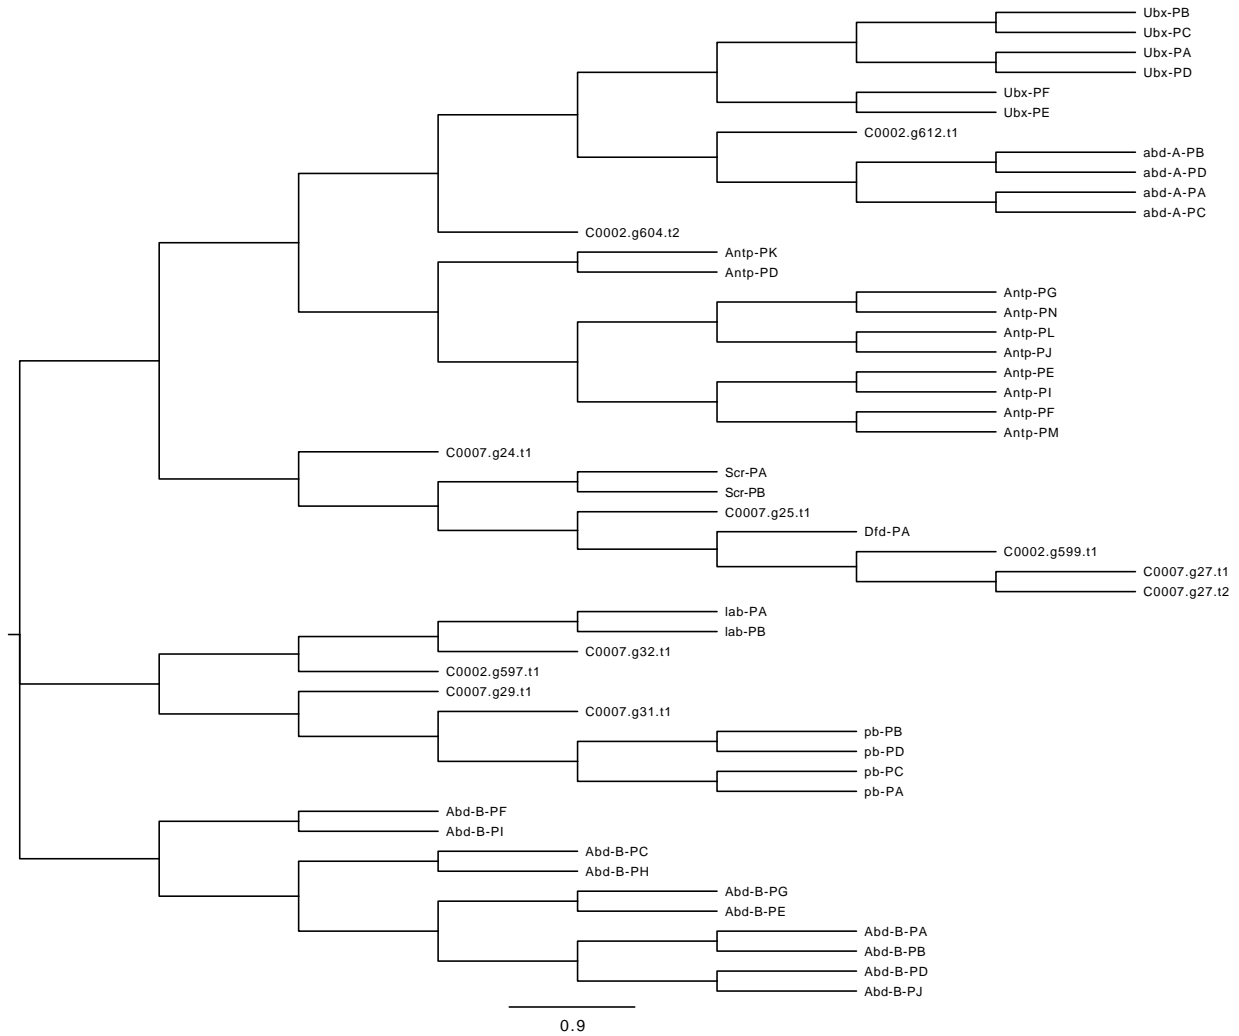 Ubx-PB
Ubx-PC
Ubx-PA
Ubx-PD
Ubx-PF
Ubx-PE
C0002.g612.t1
abd-A-PB
abd-A-PD
abd-A-PA
abd-A-PC
C0002.g604.t2
Antp-PK
Antp-PD
Antp-PG
Antp-PN
Antp-PL
Antp-PJ
Antp-PE
Antp-PI
Antp-PF
Antp-PM
C0007.g24.t1
Scr-PA
Scr-PB
C0007.g25.t1
Dfd-PA
C0002.g599.t1
C0007.g27.t1
C0007.g27.t2
lab-PA
lab-PB
C0007.g32.t1
C0002.g597.t1
C0007.g29.t1
C0007.g31.t1
pb-PB
pb-PD
pb-PC
pb-PA
Abd-B-PF
Abd-B-PI
Abd-B-PC
Abd-B-PH
Abd-B-PG
Abd-B-PE
Abd-B-PA
Abd-B-PB
Abd-B-PD
Abd-B-PJ
0.9